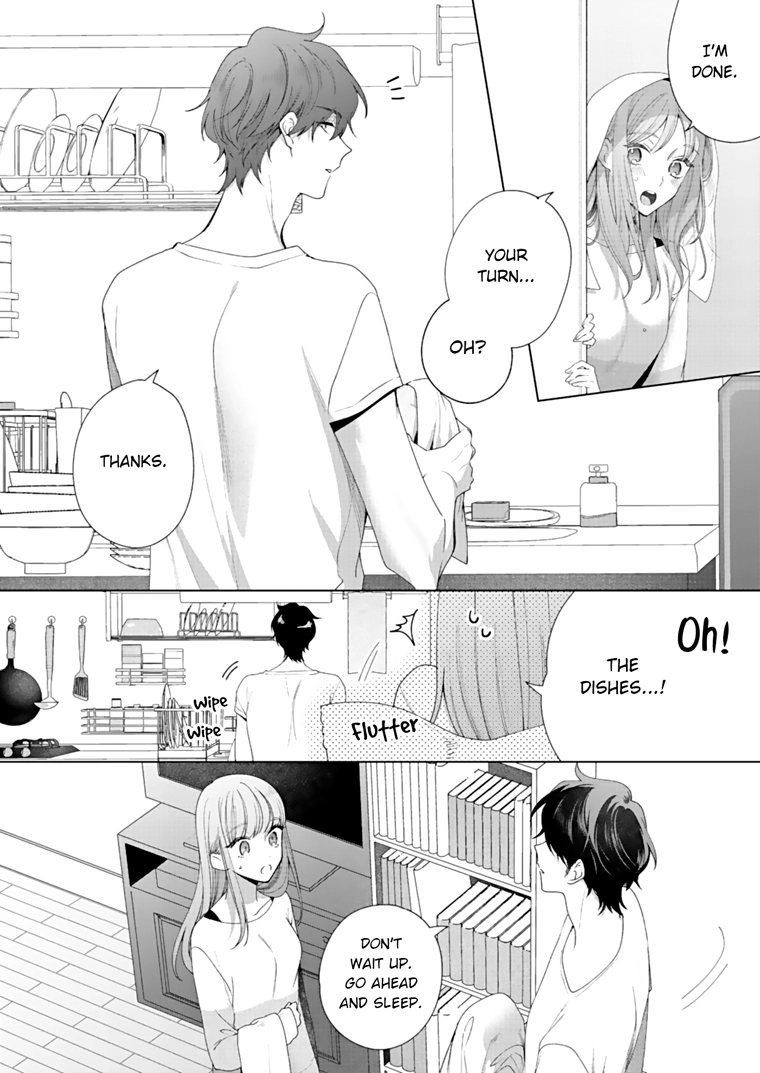 I'M
DONE.
YOUR
TURN...
OH?
THANKS.
Oh!
THE
DISHES...!
Flutter
Wipe
Wipe
DON'T
WAIT UP.
GO AHEAD
AND SLEEP.